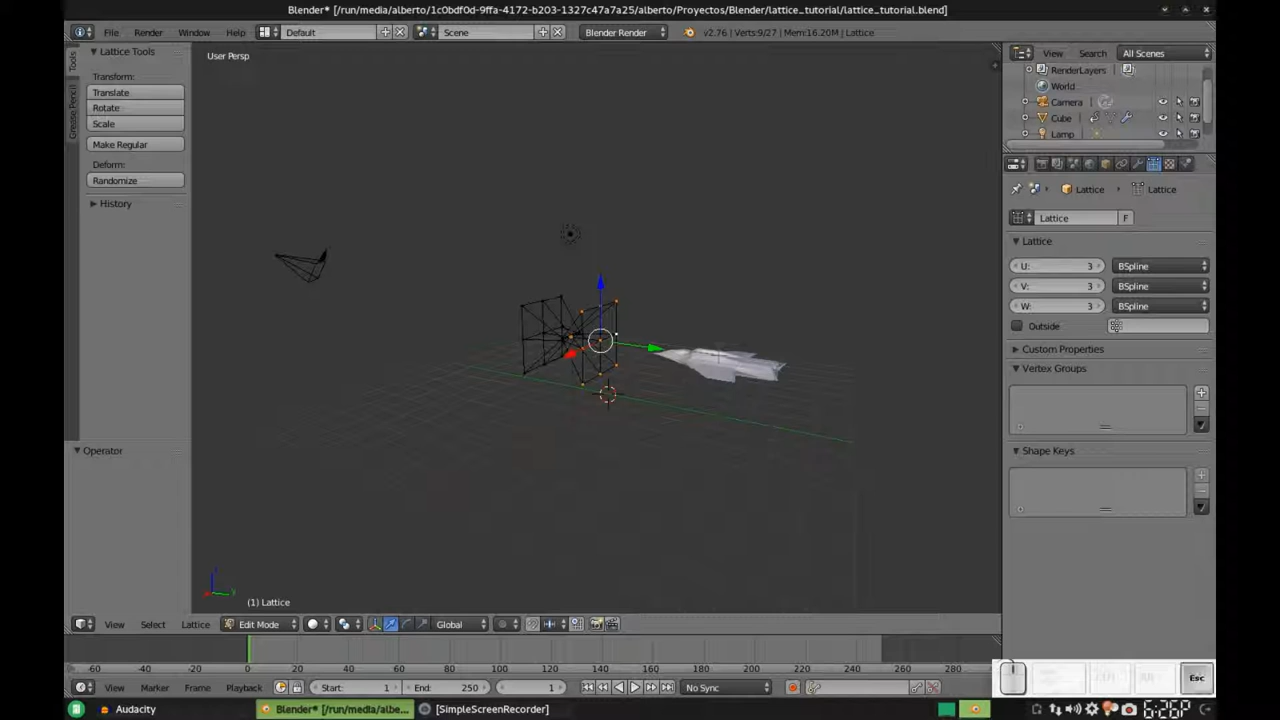 Blender* [/run/media/alberto/1c0bdf0d-9ffa-4172-b203-1327c47a7a25/alberto/Proyectos/Blender/lattice_tutorial/lattice_tutorial.blend]
File Render Window Help Default Scene Blender Render v2.76 | Verts:9/27 | Mem:16.20M | Lattice
Tools
Grease Pencil
Lattice Tools
Transform:
Translate
Rotate
Scale
Make Regular
Deform:
Randomize
History
Operator
User Persp
(1) Lattice
View Search All Scenes
RenderLayers
World
Camera
Cube
Lamp
Lattice Lattice
Lattice F
Lattice
U: 3 BSpline
V: 3 BSpline
W: 3 BSpline
Outside
Custom Properties
Vertex Groups
Shape Keys
View Select Lattice Edit Mode Global
-60 -40 -20 0 20 40 60 80 100 120 140 160 180 200 220 240 260 280
View Marker Frame Playback Start: 1 End: 250 1 No Sync
Esc
Audacity Blender* [/run/media/albe... [SimpleScreenRecorder] 6:26P